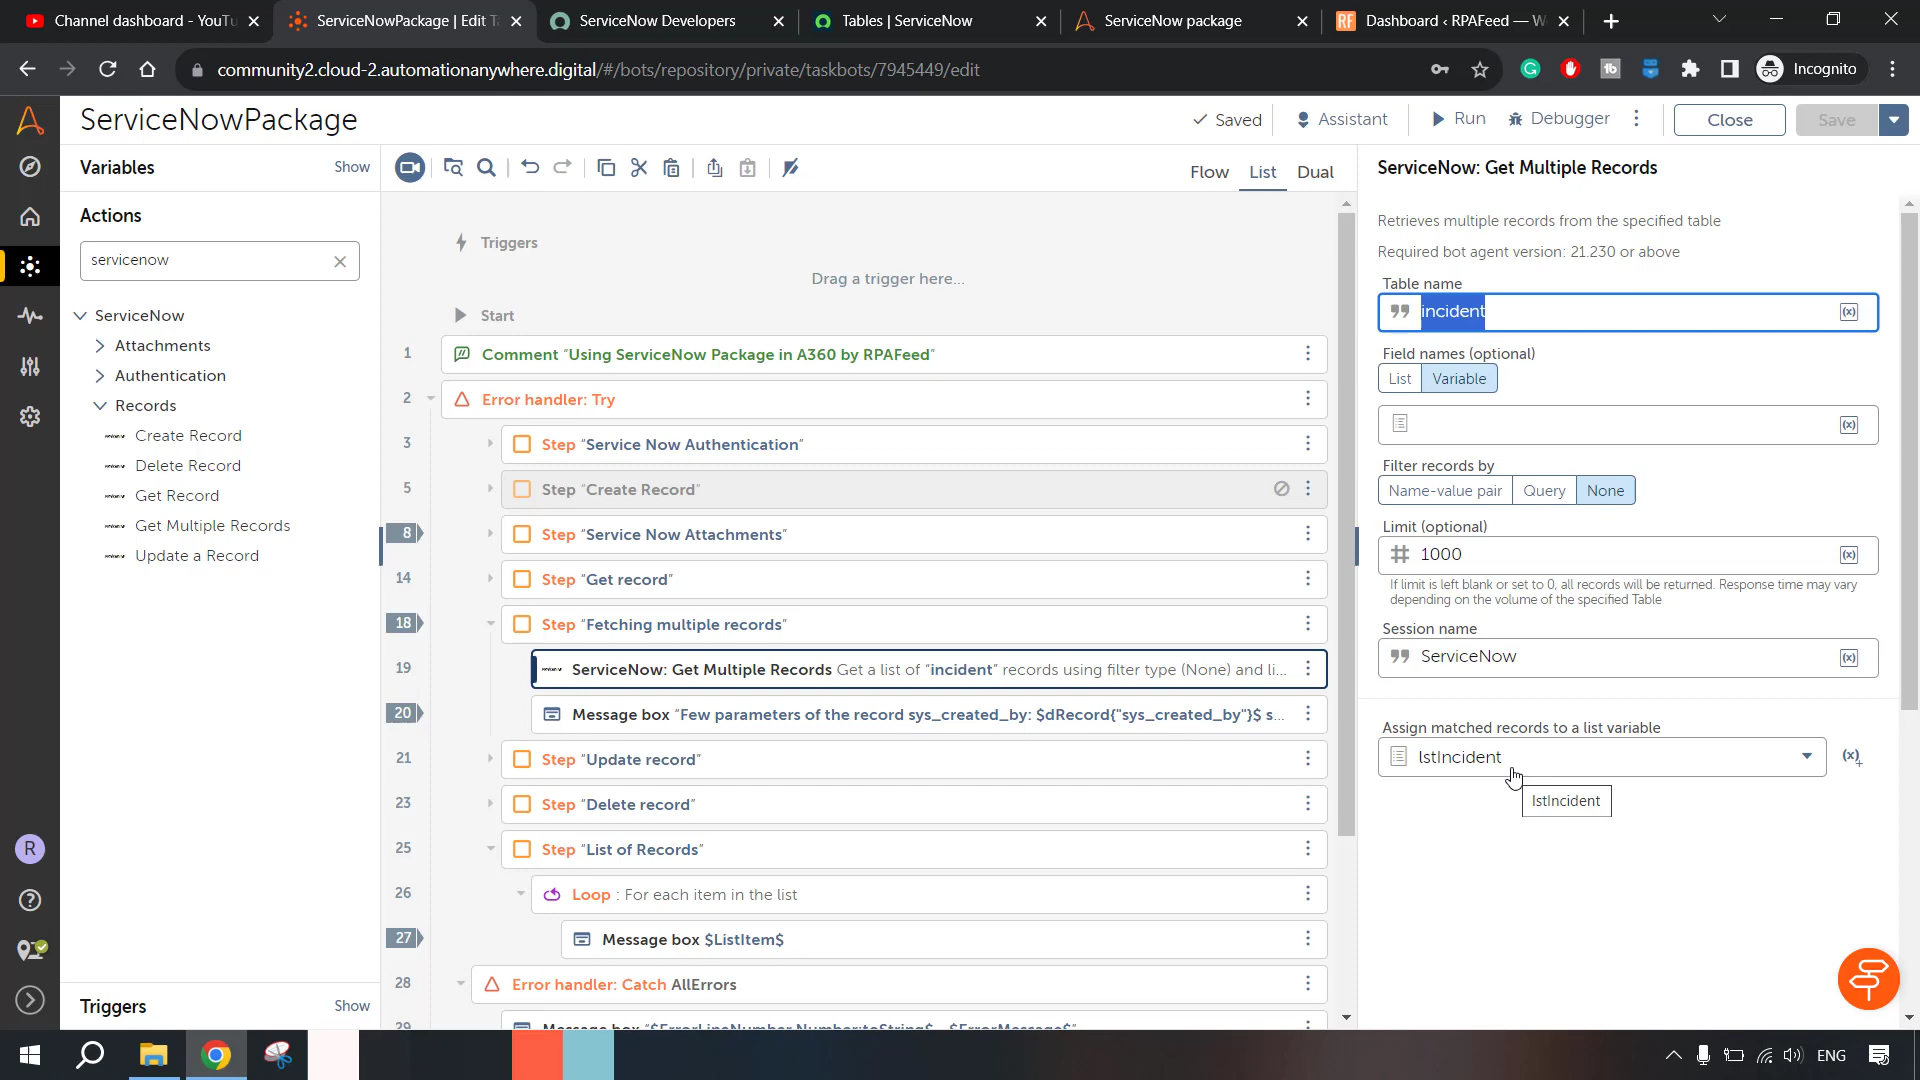 Channel dashboard - YouTu
ServiceNowPackage | Edit Ta
ServiceNow Developers
Tables | ServiceNow
ServiceNow package
Dashboard ‹ RPAFeed — W
community2.cloud-2.automationanywhere.digital/#/bots/repository/private/taskbots/7945449/edit
Incognito
ServiceNowPackage
Saved
Assistant
Run
Debugger
Close
Save
Variables
Show
Flow
List
Dual
ServiceNow: Get Multiple Records
Actions
servicenow
ServiceNow
Attachments
Authentication
Records
Create Record
Delete Record
Get Record
Get Multiple Records
Update a Record
Triggers
Show
Triggers
Drag a trigger here...
Start
1 Comment "Using ServiceNow Package in A360 by RPAFeed"
2 Error handler: Try
3 Step "Service Now Authentication"
5 Step "Create Record"
8 Step "Service Now Attachments"
14 Step "Get record"
18 Step "Fetching multiple records"
19 ServiceNow: Get Multiple Records Get a list of "incident" records using filter type (None) and li...
20 Message box "Few parameters of the record sys_created_by: $dRecord{"sys_created_by"}$ s...
21 Step "Update record"
23 Step "Delete record"
25 Step "List of Records"
26 Loop : For each item in the list
27 Message box $ListItem$
28 Error handler: Catch AllErrors
29 Message box "$ErrorLineNumber.Number:toString$ - $ErrorMessage$"
Retrieves multiple records from the specified table
Required bot agent version: 21.230 or above
Table name
incident
Field names (optional)
List
Variable
Filter records by
Name-value pair
Query
None
Limit (optional)
1000
If limit is left blank or set to 0, all records will be returned. Response time may vary
depending on the volume of the specified Table
Session name
ServiceNow
Assign matched records to a list variable
lstIncident
lstIncident
R
ENG